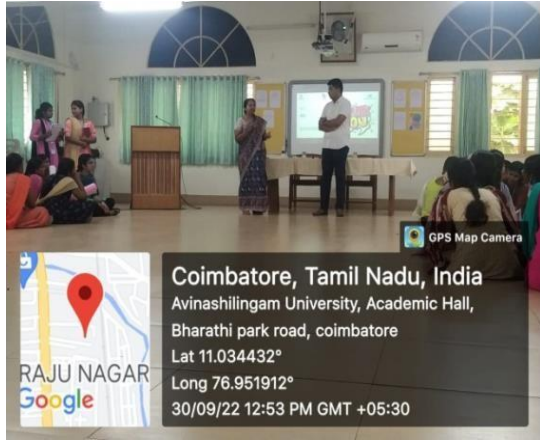 GPS Map Camera
Coimbatore, Tamil Nadu, India
Avinashilingam University, Academic Hall,
Bharathi park road, coimbatore
Lat 11.034432°
Long 76.951912°
30/09/22 12:53 PM GMT +05:30
RAJU NAGAR
Google